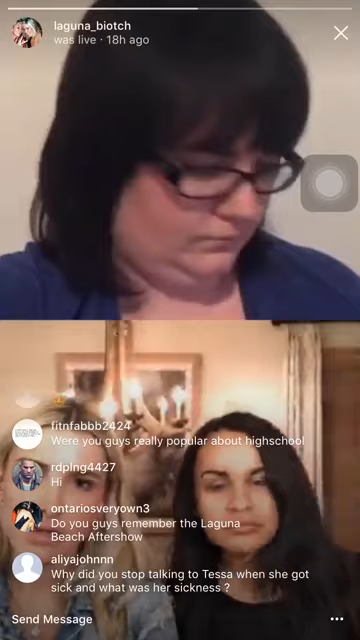 laguna_biotch
was live · 18h ago
fitnfabbb2424
Were you guys really popular about highschool
rdplng4427
Hi
ontariosveryown3
Do you guys remember the Laguna
Beach Aftershow
aliyajohnnn
Why did you stop talking to Tessa when she got
sick and what was her sickness ?
Send Message